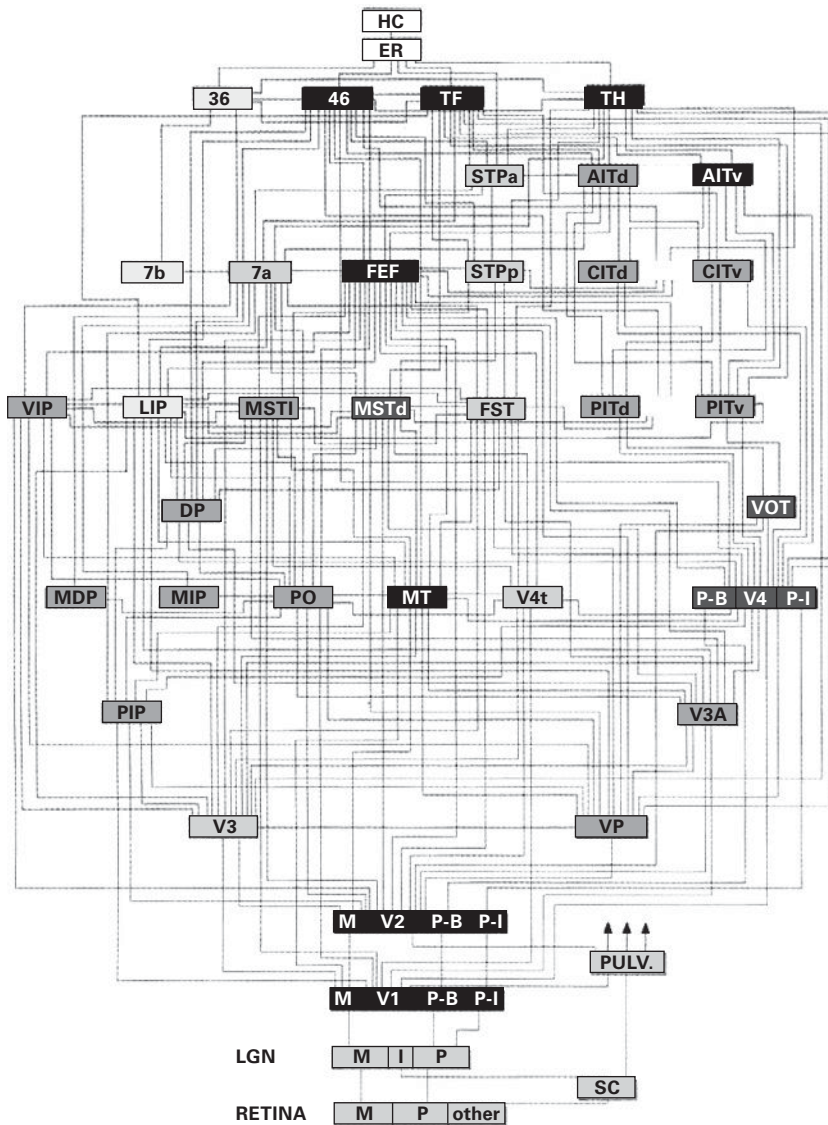 HC
ER
36 46 TF TH
STPa AITd AITv
7b 7a FEF STPp CITd CITv
VIP LIP MSTl MSTd FST PITd PITv
DP VOT
MDP MIP PO MT V4t P-B V4 P-I
PIP V3A
V3 VP
M V2 P-B P-I
PULV.
M V1 P-B P-I
LGN M I P
SC
RETINA M P other